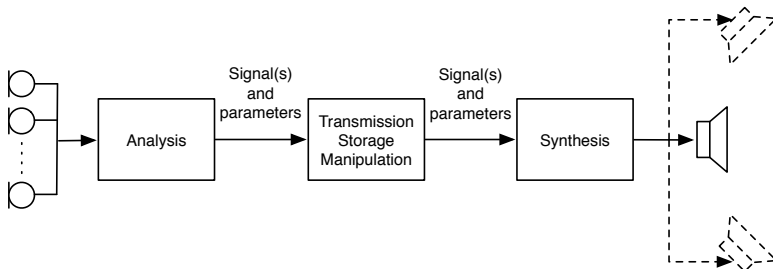 Signal(s)
and
parameters
Signal(s)
and
parameters
Analysis
Transmission
Storage
Manipulation
Synthesis